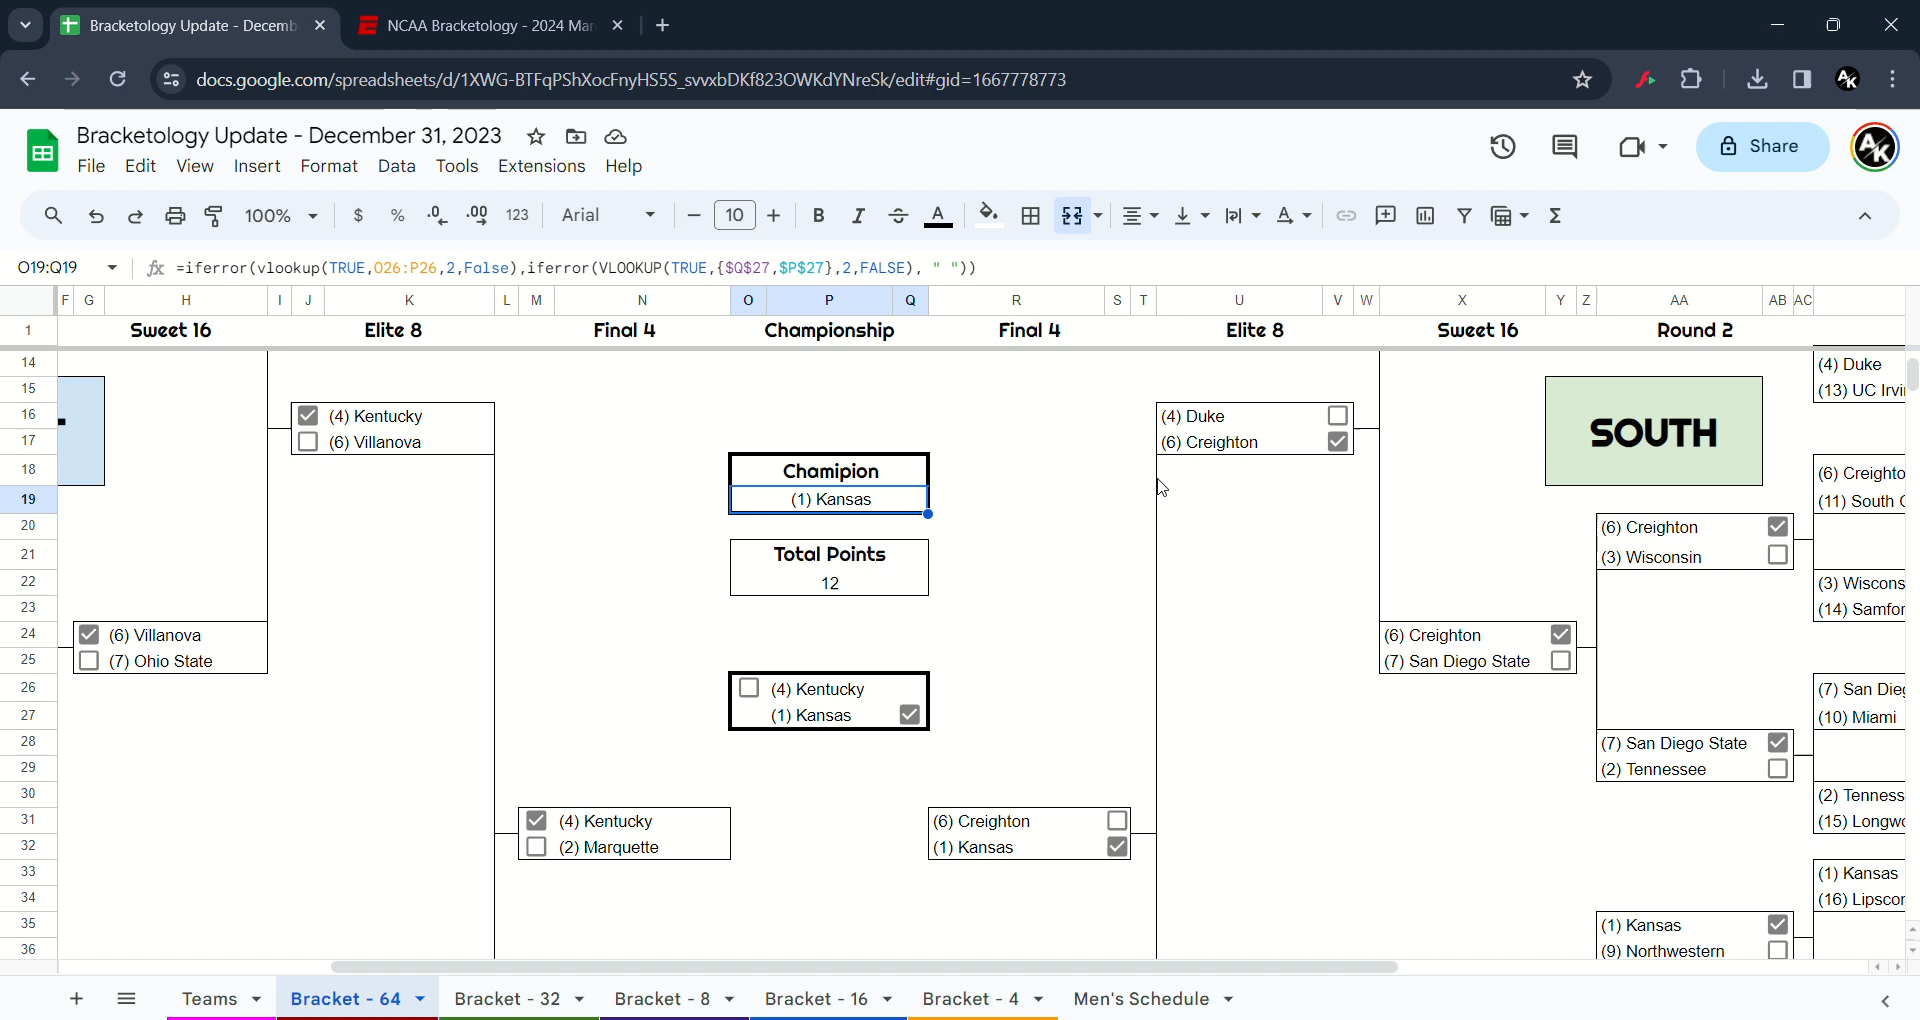 Bracketology Update - Decemb
NCAA Bracketology - 2024 Mar
docs.google.com/spreadsheets/d/1XWG-BTFqPShXocFnyHS5S_svvxbDKf823OWKdYNreSk/edit#gid=1667778773
AK
Bracketology Update - December 31, 2023
File Edit View Insert Format Data Tools Extensions Help
Share
AK
100% $ % .0 .00 123 Arial 10 B I S A
O19:Q19 fx =iferror(vlookup(TRUE,O26:P26,2,False),iferror(VLOOKUP(TRUE,{$Q$27,$P$27},2,FALSE), " "))
F G H I J K L M N O P Q R S T U V W X Y Z AA AB AC
1 Sweet 16 Elite 8 Final 4 Championship Final 4 Elite 8 Sweet 16 Round 2
14 (4) Duke
15 (13) UC Irvi
16 (4) Kentucky (4) Duke
17 (6) Villanova (6) Creighton SOUTH
18 Chamipion (6) Creighto
19 (1) Kansas (11) South C
20 (6) Creighton
21 Total Points (3) Wisconsin
22 12 (3) Wiscons
23 (14) Samfor
24 (6) Villanova (6) Creighton
25 (7) Ohio State (7) San Diego State
26 (4) Kentucky (7) San Die
27 (1) Kansas (10) Miami
28 (7) San Diego State
29 (2) Tennessee
30 (2) Tenness
31 (4) Kentucky (6) Creighton (15) Longwo
32 (2) Marquette (1) Kansas
33 (1) Kansas
34 (16) Lipscor
35 (1) Kansas
36 (9) Northwestern
Teams Bracket - 64 Bracket - 32 Bracket - 8 Bracket - 16 Bracket - 4 Men's Schedule